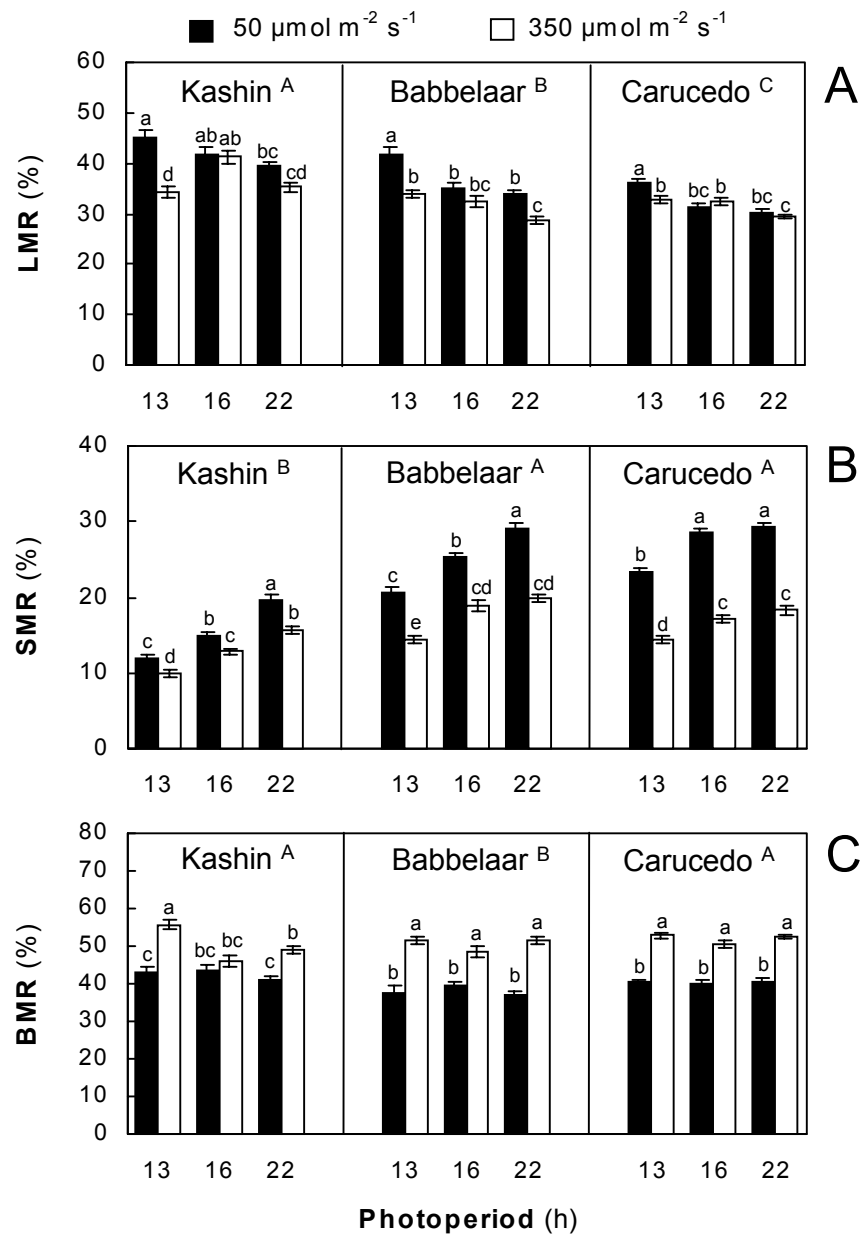 50 µmol m-2 s-1 350 µmol m-2 s-1
A
LMR (%)
60
50
40
30
20
10
0
Kashin A Babbelaar B Carucedo C
a d ab ab bc cd a b b bc b c a b bc b bc c
13 16 22 13 16 22 13 16 22
B
SMR (%)
40
30
20
10
0
Kashin B Babbelaar A Carucedo A
c d b c a b c e b cd a cd b d a c a c
13 16 22 13 16 22 13 16 22
C
BMR (%)
80
70
60
50
40
30
20
10
0
Kashin A Babbelaar B Carucedo A
c a bc bc c b b a b a b a b a b a b a
13 16 22 13 16 22 13 16 22
Photoperiod (h)